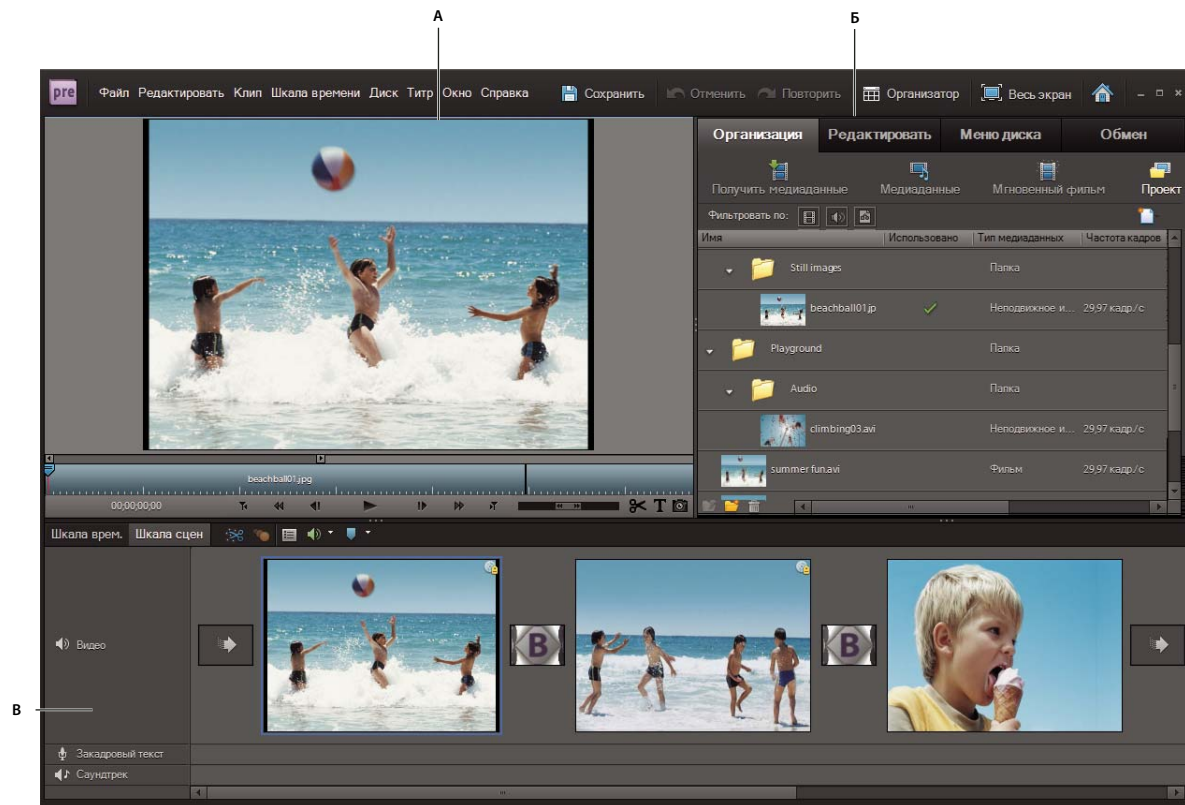 А
Б
pre Файл Редактировать Клип Шкала времени Диск Титр Окно Справка Сохранить Отменить Повторить Организатор Весь экран
Организация Редактировать Меню диска Обмен
Получить медиаданные Медиаданные Мгновенный фильм Проект
Фильтровать по:
Имя Использовано Тип медиаданных Частота кадров
Still images Папка
beachball01.jp Неподвижное и... 29,97 кадр./с
Playground Папка
Audio Папка
climbing03.avi Неподвижное и... 29,97 кадр./с
summer fun.avi Фильм 29,97 кадр./с
beachball01.jpg
00;00;00;00
T
Шкала врем. Шкала сцен
Видео
B
B
В
Закадровый текст
Саундтрек